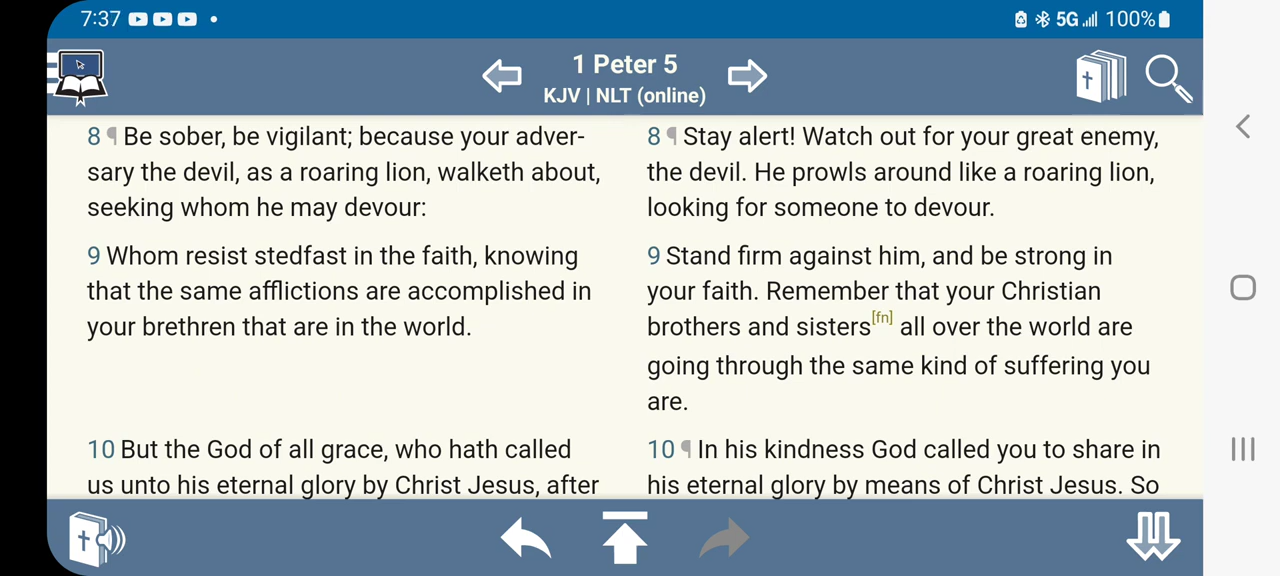 7:37
5G 100%
1 Peter 5
KJV | NLT (online)
8 ¶ Be sober, be vigilant; because your adver-
sary the devil, as a roaring lion, walketh about,
seeking whom he may devour:
9 Whom resist stedfast in the faith, knowing
that the same afflictions are accomplished in
your brethren that are in the world.
10 But the God of all grace, who hath called
us unto his eternal glory by Christ Jesus, after
8 ¶ Stay alert! Watch out for your great enemy,
the devil. He prowls around like a roaring lion,
looking for someone to devour.
9 Stand firm against him, and be strong in
your faith. Remember that your Christian
brothers and sisters[fn] all over the world are
going through the same kind of suffering you
are.
10 ¶ In his kindness God called you to share in
his eternal glory by means of Christ Jesus. So